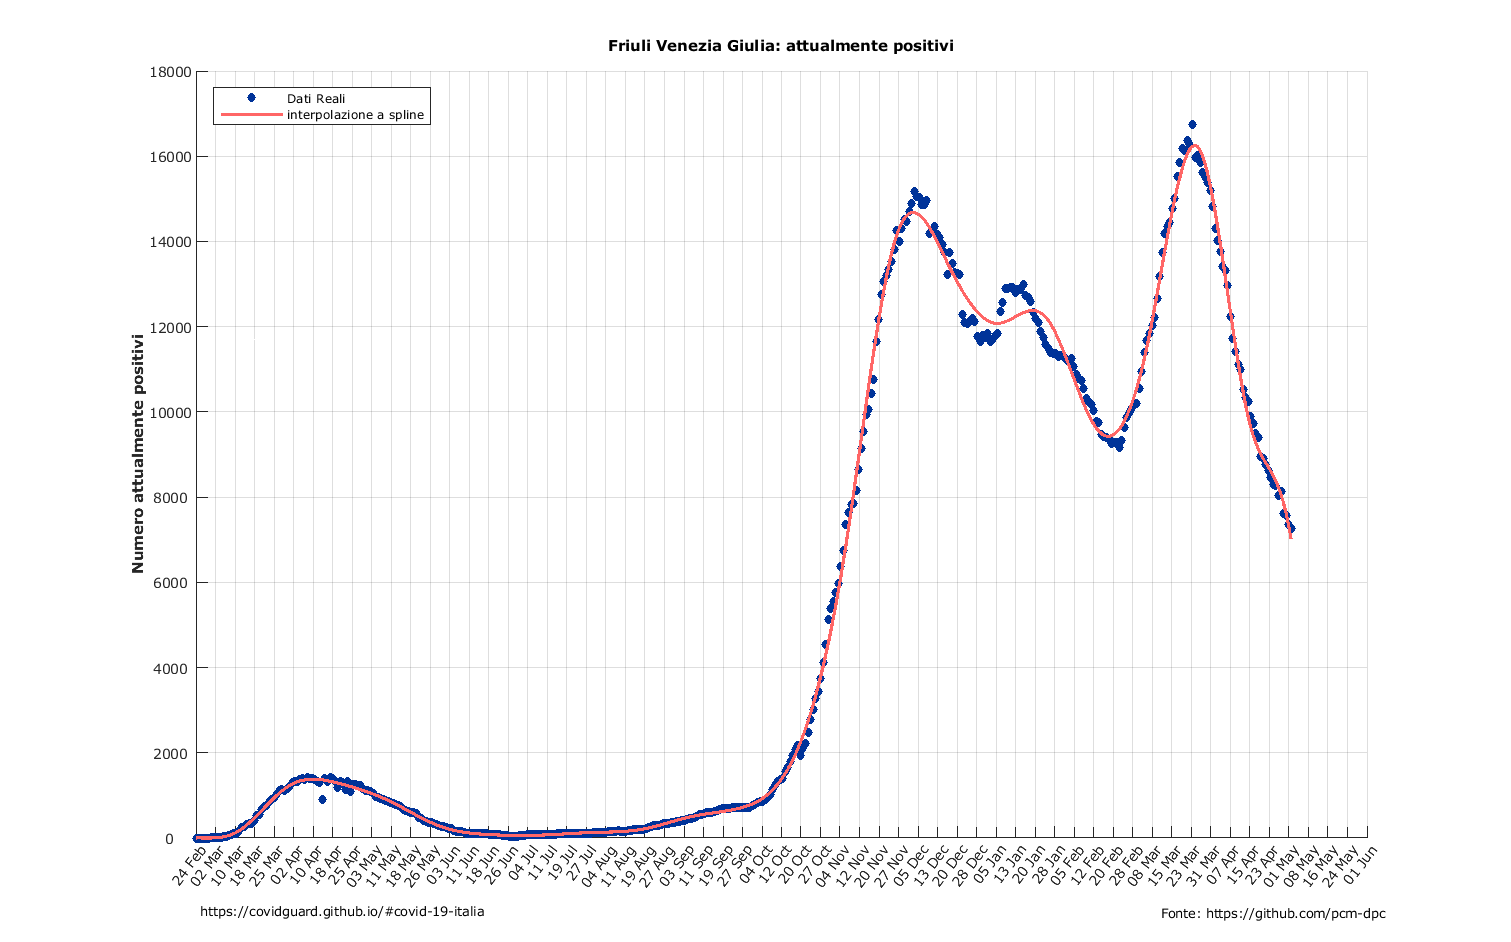 Friuli Venezia Giulia: attualmente positivi
Dati Reali
interpolazione a spline
Numero attualmente positivi
18000
16000
14000
12000
10000
8000
6000
4000
2000
0
24 Feb
02 Mar
10 Mar
18 Mar
25 Mar
02 Apr
10 Apr
18 Apr
25 Apr
03 May
11 May
18 May
26 May
03 Jun
11 Jun
18 Jun
26 Jun
04 Jul
11 Jul
19 Jul
27 Jul
04 Aug
11 Aug
19 Aug
27 Aug
03 Sep
11 Sep
19 Sep
27 Sep
04 Oct
12 Oct
20 Oct
27 Oct
04 Nov
12 Nov
20 Nov
27 Nov
05 Dec
13 Dec
20 Dec
28 Dec
05 Jan
13 Jan
20 Jan
28 Jan
05 Feb
12 Feb
20 Feb
28 Feb
08 Mar
15 Mar
23 Mar
31 Mar
07 Apr
15 Apr
23 Apr
01 May
08 May
16 May
24 May
01 Jun
https://covidguard.github.io/#covid-19-italia
Fonte: https://github.com/pcm-dpc